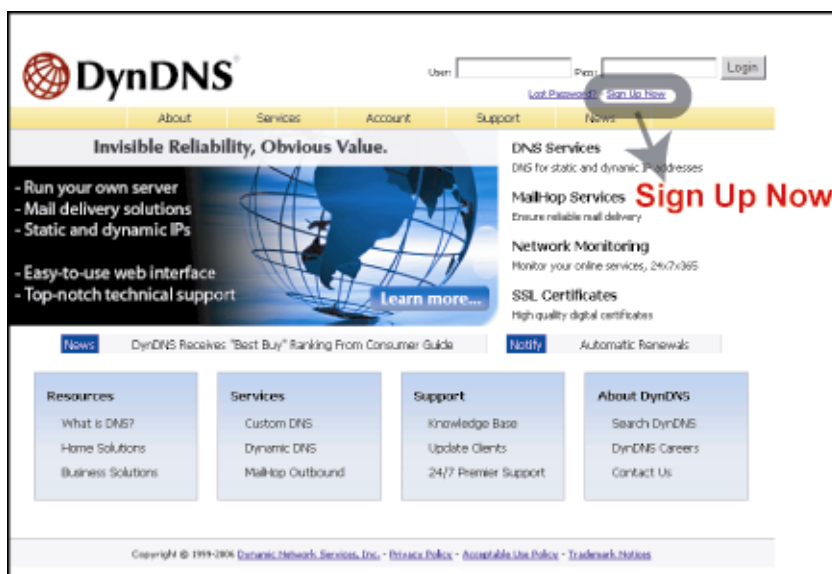 DynDNS
User: Pass: Login
Lost Password? - Sign Up Now
About Services Account Support News
Invisible Reliability, Obvious Value.
- Run your own server
- Mail delivery solutions
- Static and dynamic IPs
- Easy-to-use web interface
- Top-notch technical support
Learn more...
DNS Services
DNS for static and dynamic IP addresses
MailHop Services
Ensure reliable mail delivery
Sign Up Now
Network Monitoring
Monitor your online services, 24x7x365
SSL Certificates
High quality digital certificates
News DynDNS Receives "Best Buy" Ranking From Consumer Guide Notify Automatic Renewals
Resources
What is DNS?
Home Solutions
Business Solutions
Services
Custom DNS
Dynamic DNS
MailHop Outbound
Support
Knowledge Base
Update Clients
24/7 Premier Support
About DynDNS
Search DynDNS
DynDNS Careers
Contact Us
Copyright © 1999-2006 Dynamic Network Services, Inc. - Privacy Policy - Acceptable Use Policy - Trademark Notices